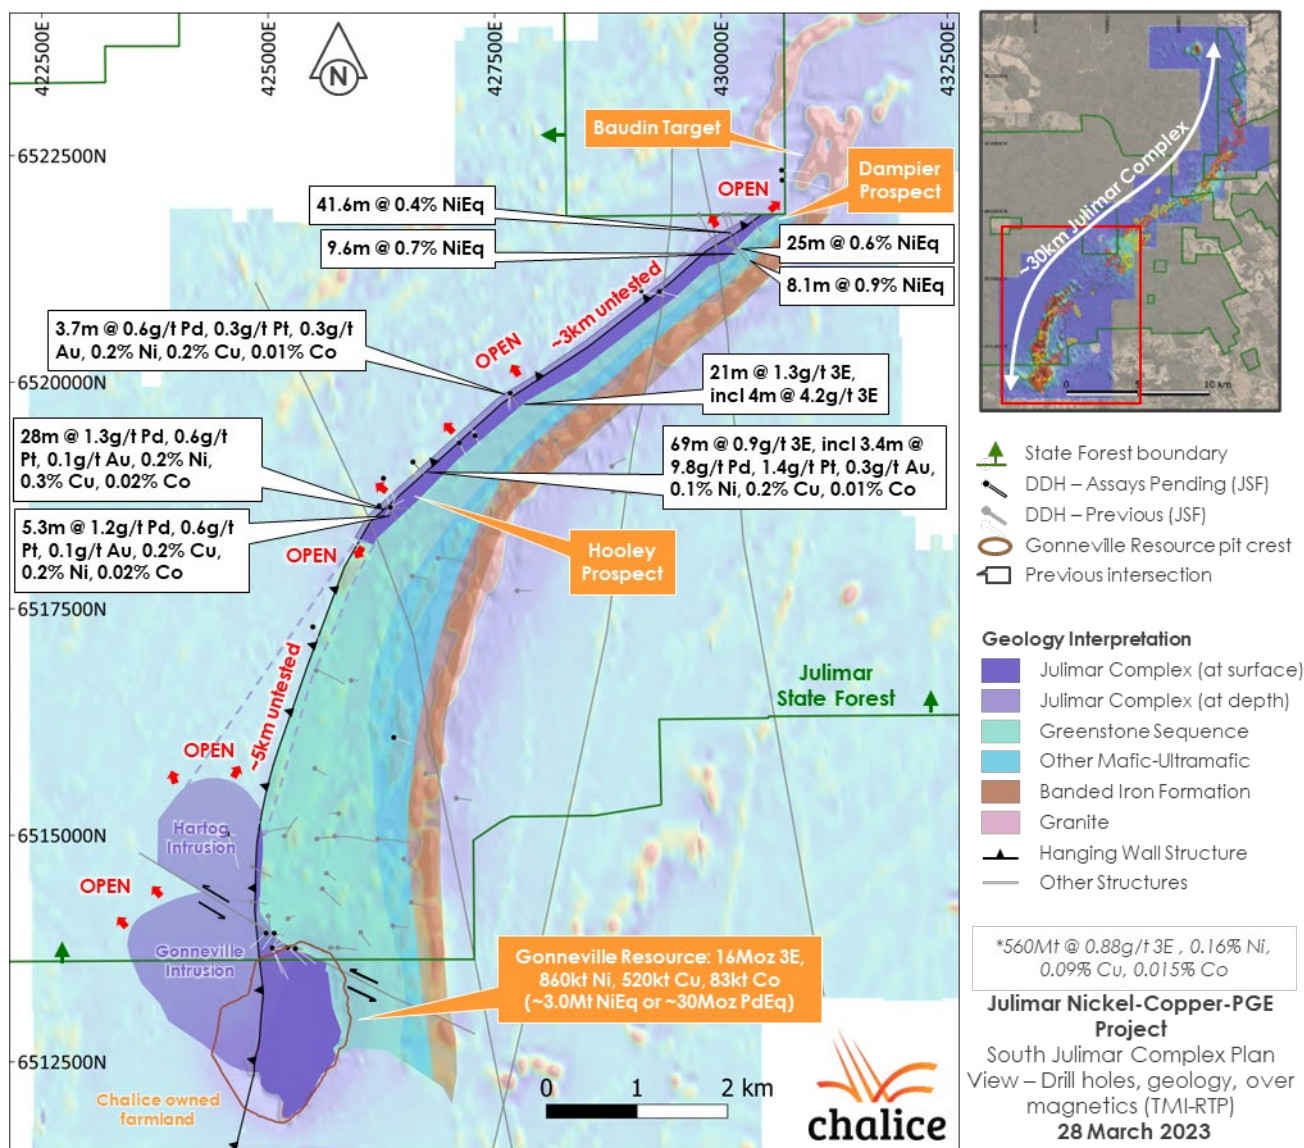 422500E
425000E
427500E
430000E
432500E
N
6522500N
6520000N
6517500N
6515000N
6512500N
Baudin Target
Dampier
Prospect
OPEN
41.6m @ 0.4% NiEq
9.6m @ 0.7% NiEq
25m @ 0.6% NiEq
8.1m @ 0.9% NiEq
~3km untested
3.7m @ 0.6g/t Pd, 0.3g/t Pt, 0.3g/t
Au, 0.2% Ni, 0.2% Cu, 0.01% Co
OPEN
21m @ 1.3g/t 3E,
incl 4m @ 4.2g/t 3E
28m @ 1.3g/t Pd, 0.6g/t
Pt, 0.1g/t Au, 0.2% Ni,
0.3% Cu, 0.02% Co
69m @ 0.9g/t 3E, incl 3.4m @
9.8g/t Pd, 1.4g/t Pt, 0.3g/t Au,
0.1% Ni, 0.2% Cu, 0.01% Co
5.3m @ 1.2g/t Pd, 0.6g/t
Pt, 0.1g/t Au, 0.2% Cu,
0.2% Ni, 0.02% Co
OPEN
Hooley
Prospect
~5km untested
Julimar
State Forest
OPEN
Hartog
Intrusion
OPEN
Gonneville
Intrusion
Gonneville Resource: 16Moz 3E,
860kt Ni, 520kt Cu, 83kt Co
(~3.0Mt NiEq or ~30Moz PdEq)
Chalice owned
farmland
0 1 2 km
chalice
~30km Julimar Complex
0 5 10 km
State Forest boundary
DDH – Assays Pending (JSF)
DDH – Previous (JSF)
Gonneville Resource pit crest
Previous intersection
Geology Interpretation
Julimar Complex (at surface)
Julimar Complex (at depth)
Greenstone Sequence
Other Mafic-Ultramafic
Banded Iron Formation
Granite
Hanging Wall Structure
Other Structures
*560Mt @ 0.88g/t 3E , 0.16% Ni,
0.09% Cu, 0.015% Co
Julimar Nickel-Copper-PGE
Project
South Julimar Complex Plan
View – Drill holes, geology, over
magnetics (TMI-RTP)
28 March 2023